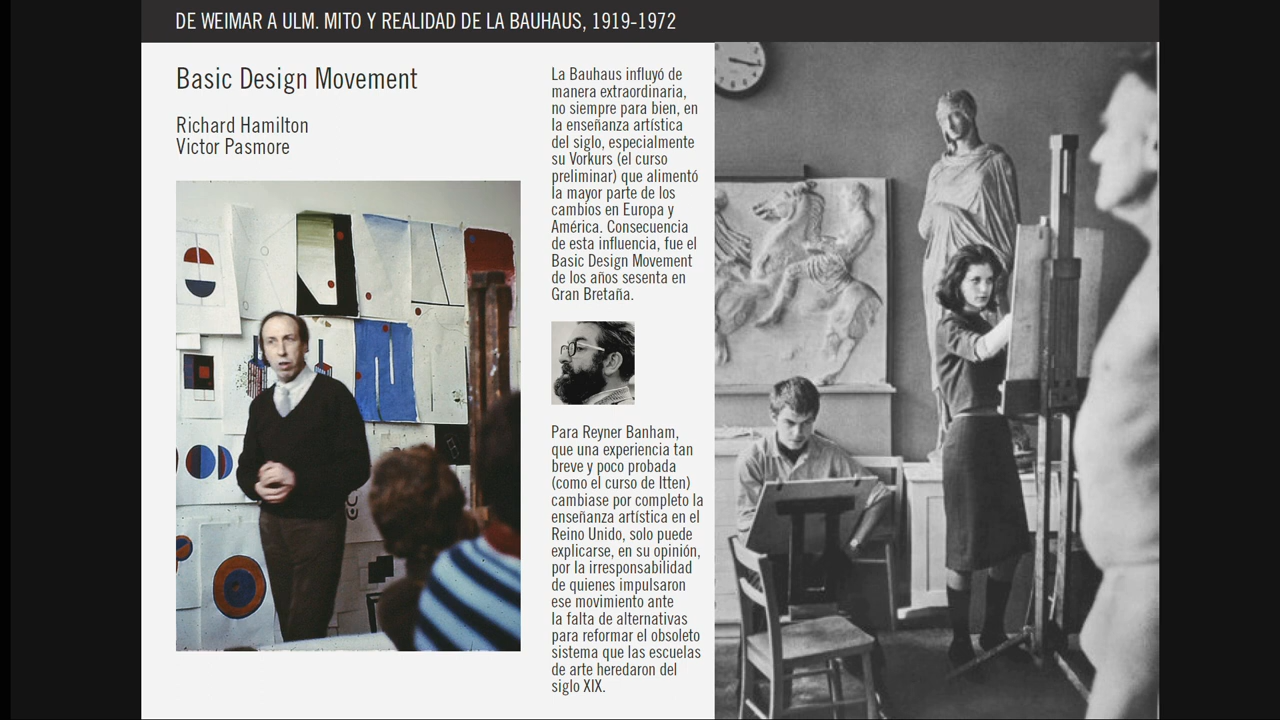 DE WEIMAR A ULM. MITO Y REALIDAD DE LA BAUHAUS, 1919-1972
Basic Design Movement
Richard Hamilton
Victor Pasmore
La Bauhaus influyó de
manera extraordinaria,
no siempre para bien, en
la enseñanza artística
del siglo, especialmente
su Vorkurs (el curso
preliminar) que alimentó
la mayor parte de los
cambios en Europa y
América. Consecuencia
de esta influencia, fue el
Basic Design Movement
de los años sesenta en
Gran Bretaña.
Para Reyner Banham,
que una experiencia tan
breve y poco probada
(como el curso de Itten)
cambiase por completo la
enseñanza artística en el
Reino Unido, solo puede
explicarse, en su opinión,
por la irresponsabilidad
de quienes impulsaron
ese movimiento ante
la falta de alternativas
para reformar el obsoleto
sistema que las escuelas
de arte heredaron del
siglo XIX.